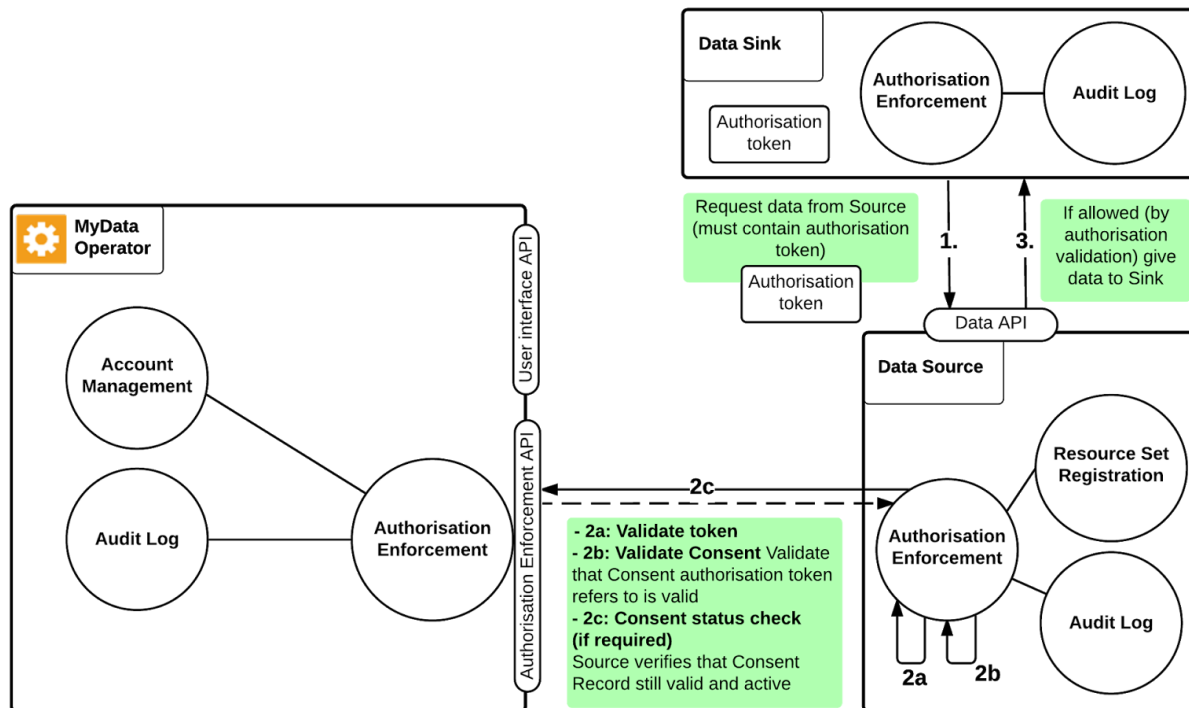 Data Sink
Authorisation
Enforcement
Audit Log
Authorisation
token
Request data from Source
(must contain authorisation
token)
Authorisation
token
1.
3.
If allowed (by
authorisation
validation) give
data to Sink
MyData
Operator
User interface API
Account
Management
Audit Log
Authorisation
Enforcement
Authorisation Enforcement API
2c
- 2a: Validate token
- 2b: Validate Consent Validate
that Consent authorisation token
refers to is valid
- 2c: Consent status check
(if required)
Source verifies that Consent
Record still valid and active
Data API
Data Source
Resource Set
Registration
Authorisation
Enforcement
Audit Log
2a
2b